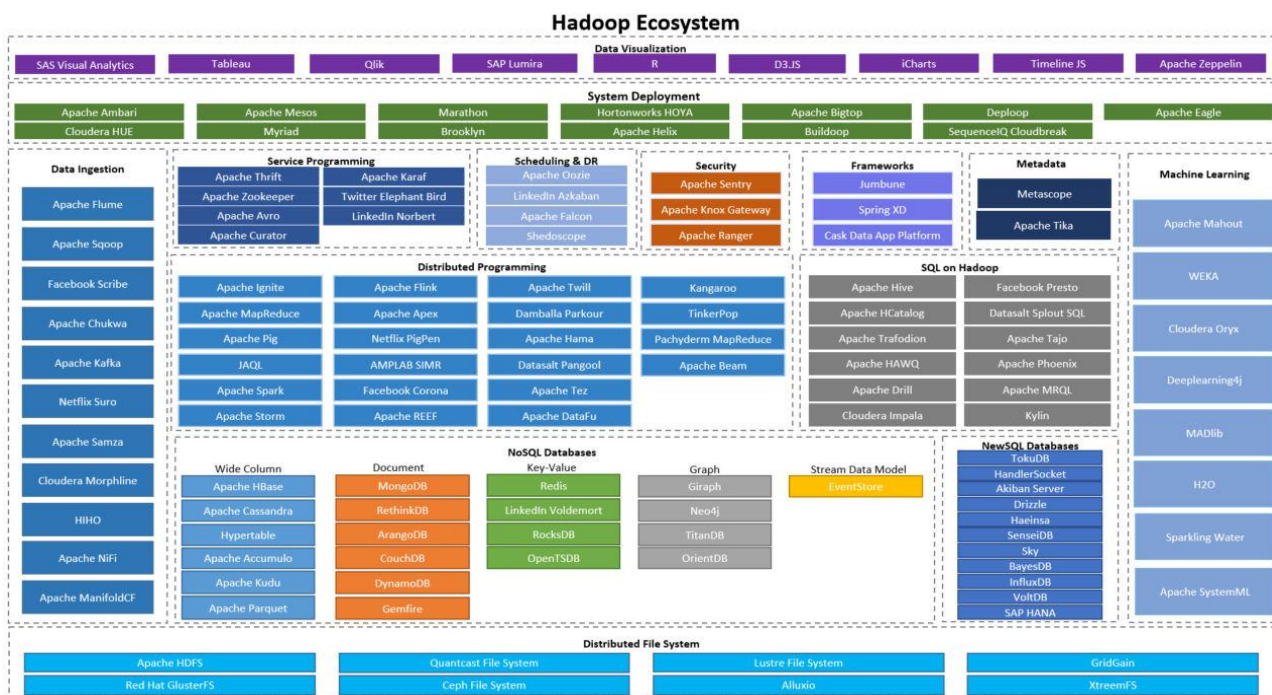 Hadoop Ecosystem
Data Visualization
SAS Visual Analytics
Tableau
Qlik
SAP Lumira
R
D3.JS
iCharts
Timeline JS
Apache Zeppelin
System Deployment
Apache Ambari
Apache Mesos
Marathon
Hortonworks HOYA
Apache Bigtop
Deploop
Apache Eagle
Cloudera HUE
Myriad
Brooklyn
Apache Helix
Buildoop
SequenceIQ Cloudbreak
Data Ingestion
Apache Flume
Apache Sqoop
Facebook Scribe
Apache Chukwa
Apache Kafka
Netflix Suro
Apache Samza
Cloudera Morphline
HIHO
Apache NiFi
Apache ManifoldCF
Service Programming
Apache Thrift
Apache Zookeeper
Apache Avro
Apache Curator
Apache Karaf
Twitter Elephant Bird
LinkedIn Norbert
Scheduling & DR
Apache Oozie
LinkedIn Azkaban
Apache Falcon
Shedoscope
Security
Apache Sentry
Apache Knox Gateway
Apache Ranger
Frameworks
Jumbune
Spring XD
Cask Data App Platform
Metadata
Metascope
Apache Tika
Machine Learning
Apache Mahout
WEKA
Cloudera Oryx
Deeplearning4j
MADlib
H2O
Sparkling Water
Apache SystemML
Distributed Programming
Apache Ignite
Apache MapReduce
Apache Pig
JAQL
Apache Spark
Apache Storm
Apache Flink
Apache Apex
Netflix PigPen
AMPLAB SIMR
Facebook Corona
Apache REEF
Apache Twill
Damballa Parkour
Apache Hama
Datasalt Pangool
Apache Tez
Apache DataFu
Kangaroo
TinkerPop
Pachyderm MapReduce
Apache Beam
SQL on Hadoop
Apache Hive
Apache HCatalog
Apache Trafodion
Apache HAWQ
Apache Drill
Cloudera Impala
Facebook Presto
Datasalt Splout SQL
Apache Tajo
Apache Phoenix
Apache MRQL
Kylin
NoSQL Databases
Wide Column
Apache HBase
Apache Cassandra
Hypertable
Apache Accumulo
Apache Kudu
Apache Parquet
Document
MongoDB
RethinkDB
ArangoDB
CouchDB
DynamoDB
Gemfire
Key-Value
Redis
LinkedIn Voldemort
RocksDB
OpenTSDB
Graph
Giraph
Neo4j
TitanDB
OrientDB
Stream Data Model
EventStore
NewSQL Databases
TokuDB
HandlerSocket
Akiban Server
Drizzle
Haeinsa
SenseiDB
Sky
BayesDB
InfluxDB
VoltDB
SAP HANA
Distributed File System
Apache HDFS
Quantcast File System
Lustre File System
GridGain
Red Hat GlusterFS
Ceph File System
Alluxio
XtreemFS